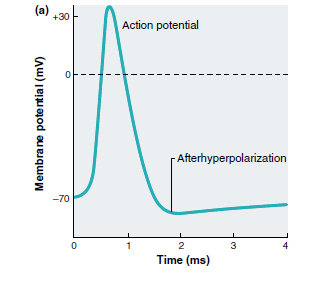 (a)
+30
Action potential
0
Membrane potential (mV)
Afterhyperpolarization
–70
0 1 2 3 4
Time (ms)